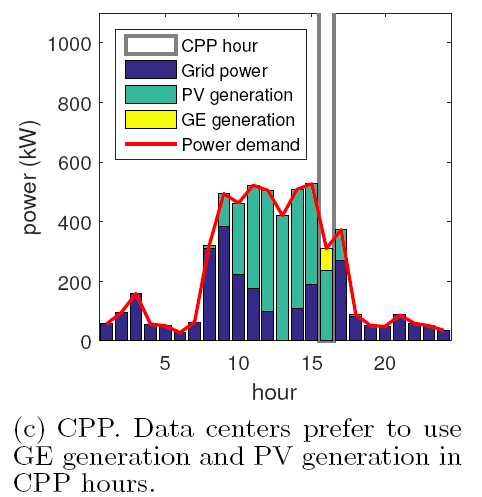 1000
800
600
400
200
0
power (kW)
CPP hour
Grid power
PV generation
GE generation
Power demand
5 10 15 20
hour
(c) CPP. Data centers prefer to use
GE generation and PV generation in
CPP hours.